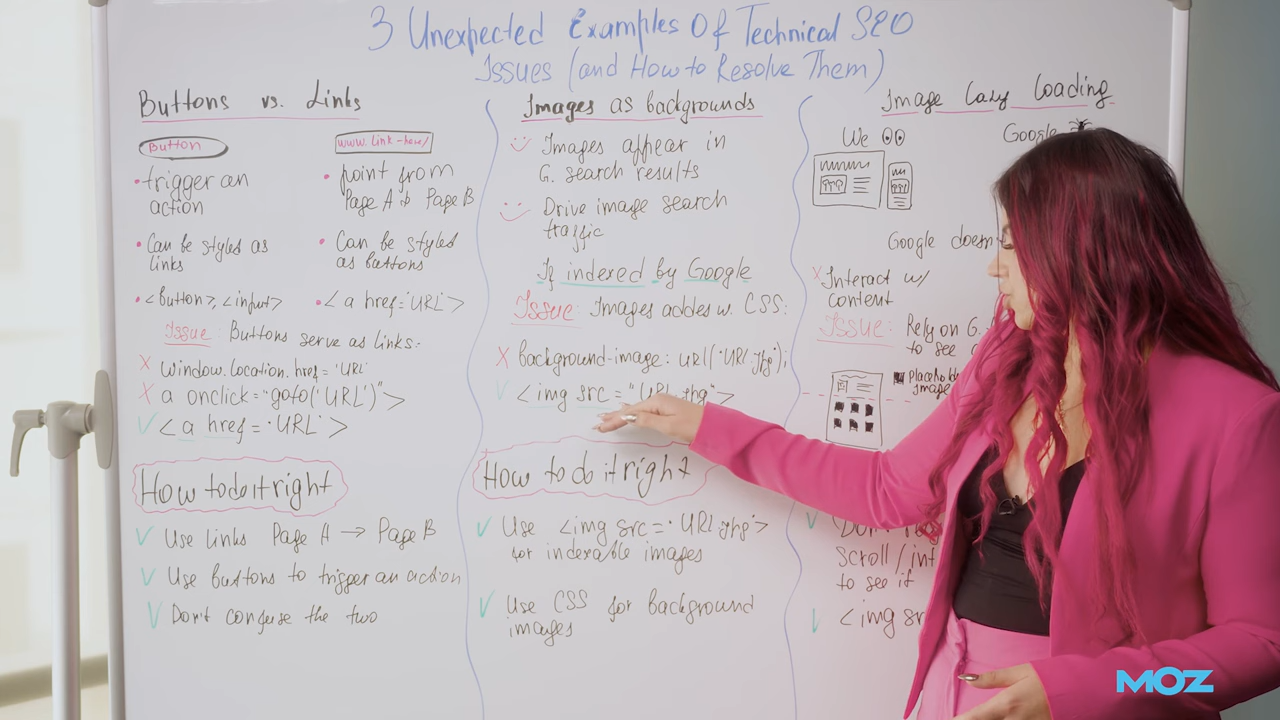 3 Unexpected Examples Of Technical SEO
Issues (and How to Resolve Them)
Buttons vs. Links
Button
www.link-here/
• trigger an
action
• point from
Page A to Page B
• Can be styles as
links
• Can be styles
as buttons
• <button>, <input>
• <a href="URL">
Issue: Buttons serve as links:
X window.location.href="URL"
X a onclick="goto('URL')">
✓ <a href="URL">
How to do it right
✓ Use links Page A → Page B
✓ Use buttons to trigger an action
✓ Don't confuse the two
Images as backgrounds
Images appear in
G. search results
Drive image search
traffic
If indexed by Google
Issue: Images addes w. CSS:
X background-image: url("URL.jpg");
✓ <img src="URL.jpg">
How to do it right
✓ Use <img src="URL.jpg">
for indexable images
✓ Use CSS for background
images
Image Lazy Loading
We
Google
Google doesn
X Interact w/
content
Issue: Rely on G.
to see
image
✓
scroll/int
to see it
✓ <img sr
MOZ